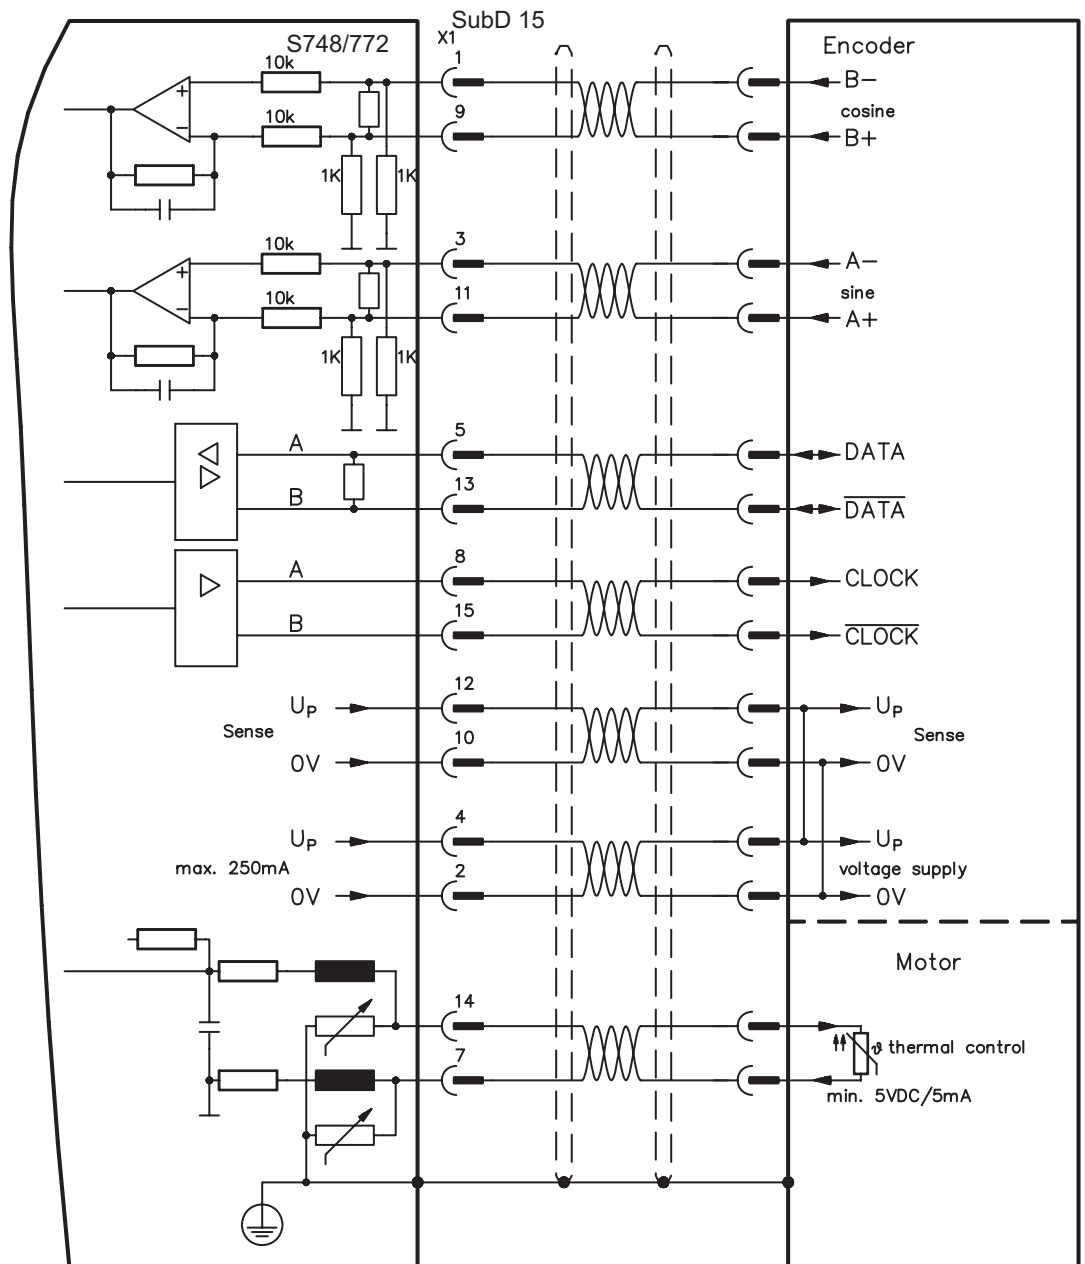 SubD 15
S748/772
X1
Encoder
10k
1
B−
cosine
10k
9
B+
1K
1K
10k
3
A−
sine
10k
11
A+
1K
1K
A
5
DATA
B
13
D̅A̅T̅A̅
A
8
CLOCK
B
15
C̅L̅O̅C̅K̅
UP
12
UP
Sense
Sense
0V
10
0V
UP
4
UP
max. 250mA
voltage supply
0V
2
0V
Motor
14
ϑ thermal control
7
min. 5VDC/5mA